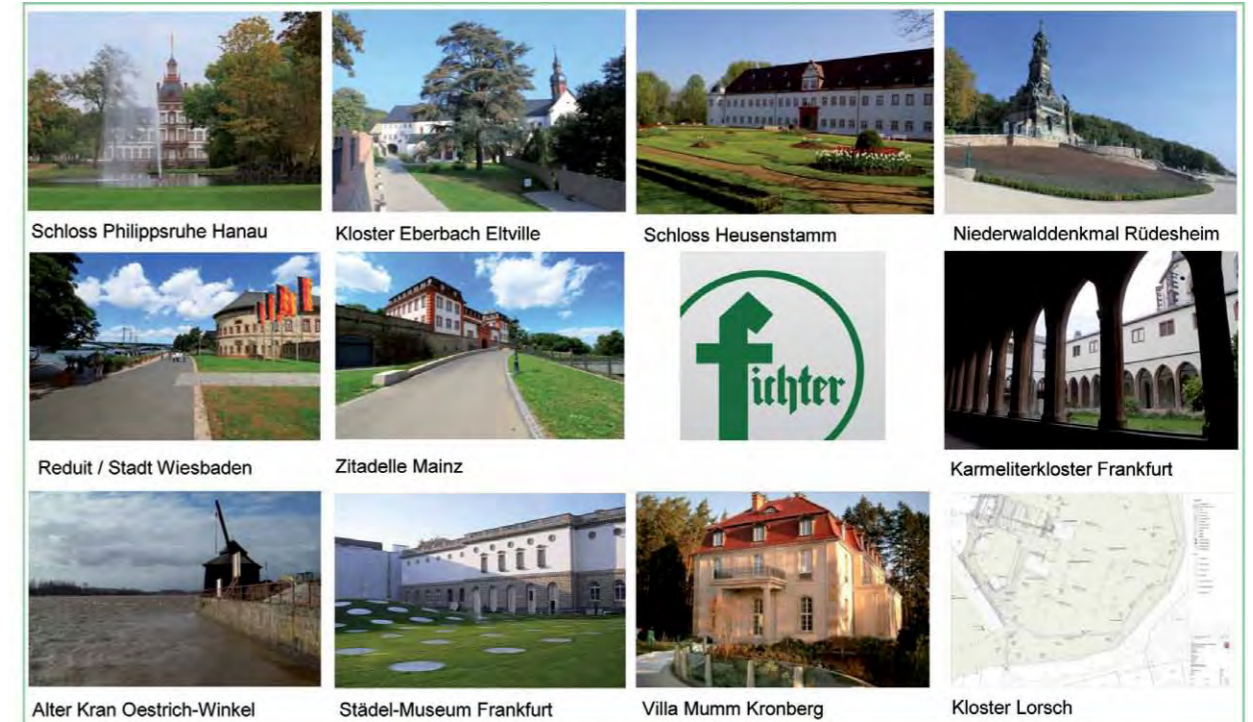 Schloss Philippsruhe Hanau
Kloster Eberbach Eltville
Schloss Heusenstamm
Niederwalddenkmal Rüdesheim
Reduit / Stadt Wiesbaden
Zitadelle Mainz
fichter
Karmeliterkloster Frankfurt
Alter Kran Oestrich-Winkel
Städel-Museum Frankfurt
Villa Mumm Kronberg
Kloster Lorsch